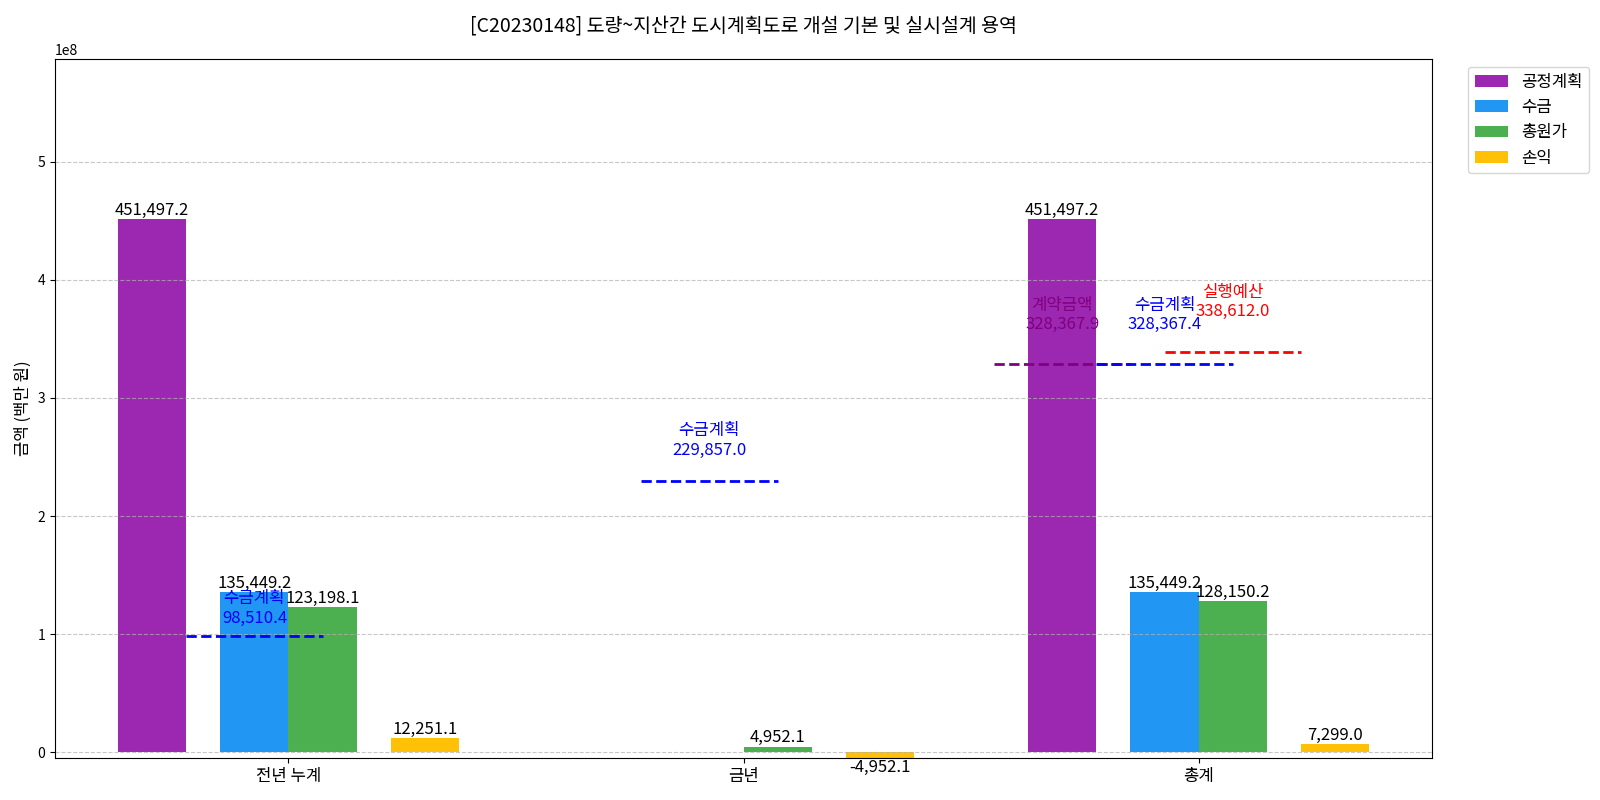 [C20230148] 도량~지산간 도시계획도로 개설 기본 및 실시설계 용역
1e8
공정계획
수금
총원가
손익
금액 (백만 원)
5
4
3
2
1
0
451,497.2
135,449.2
수금계획
98,510.4
123,198.1
12,251.1
수금계획
229,857.0
4,952.1
-4,952.1
451,497.2
계약금액
328,367.9
수금계획
328,367.4
실행예산
338,612.0
135,449.2
128,150.2
7,299.0
전년 누계
금년
총계